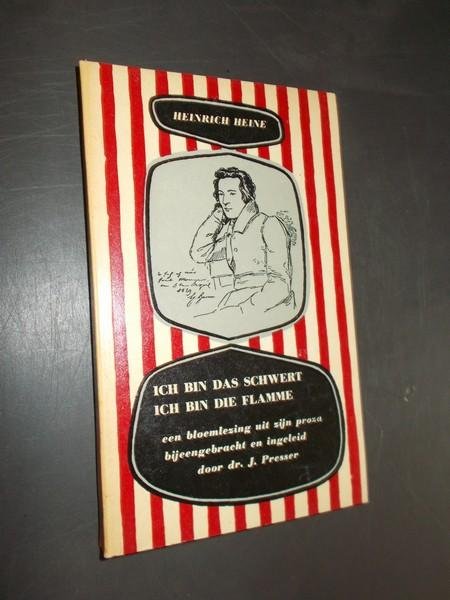 HEINRICH HEINE
1829
ICH BIN DAS SCHWERT
ICH BIN DIE FLAMME
een bloemlezing uit zijn proza
bijeengebracht en ingeleid
door dr. J. Presser